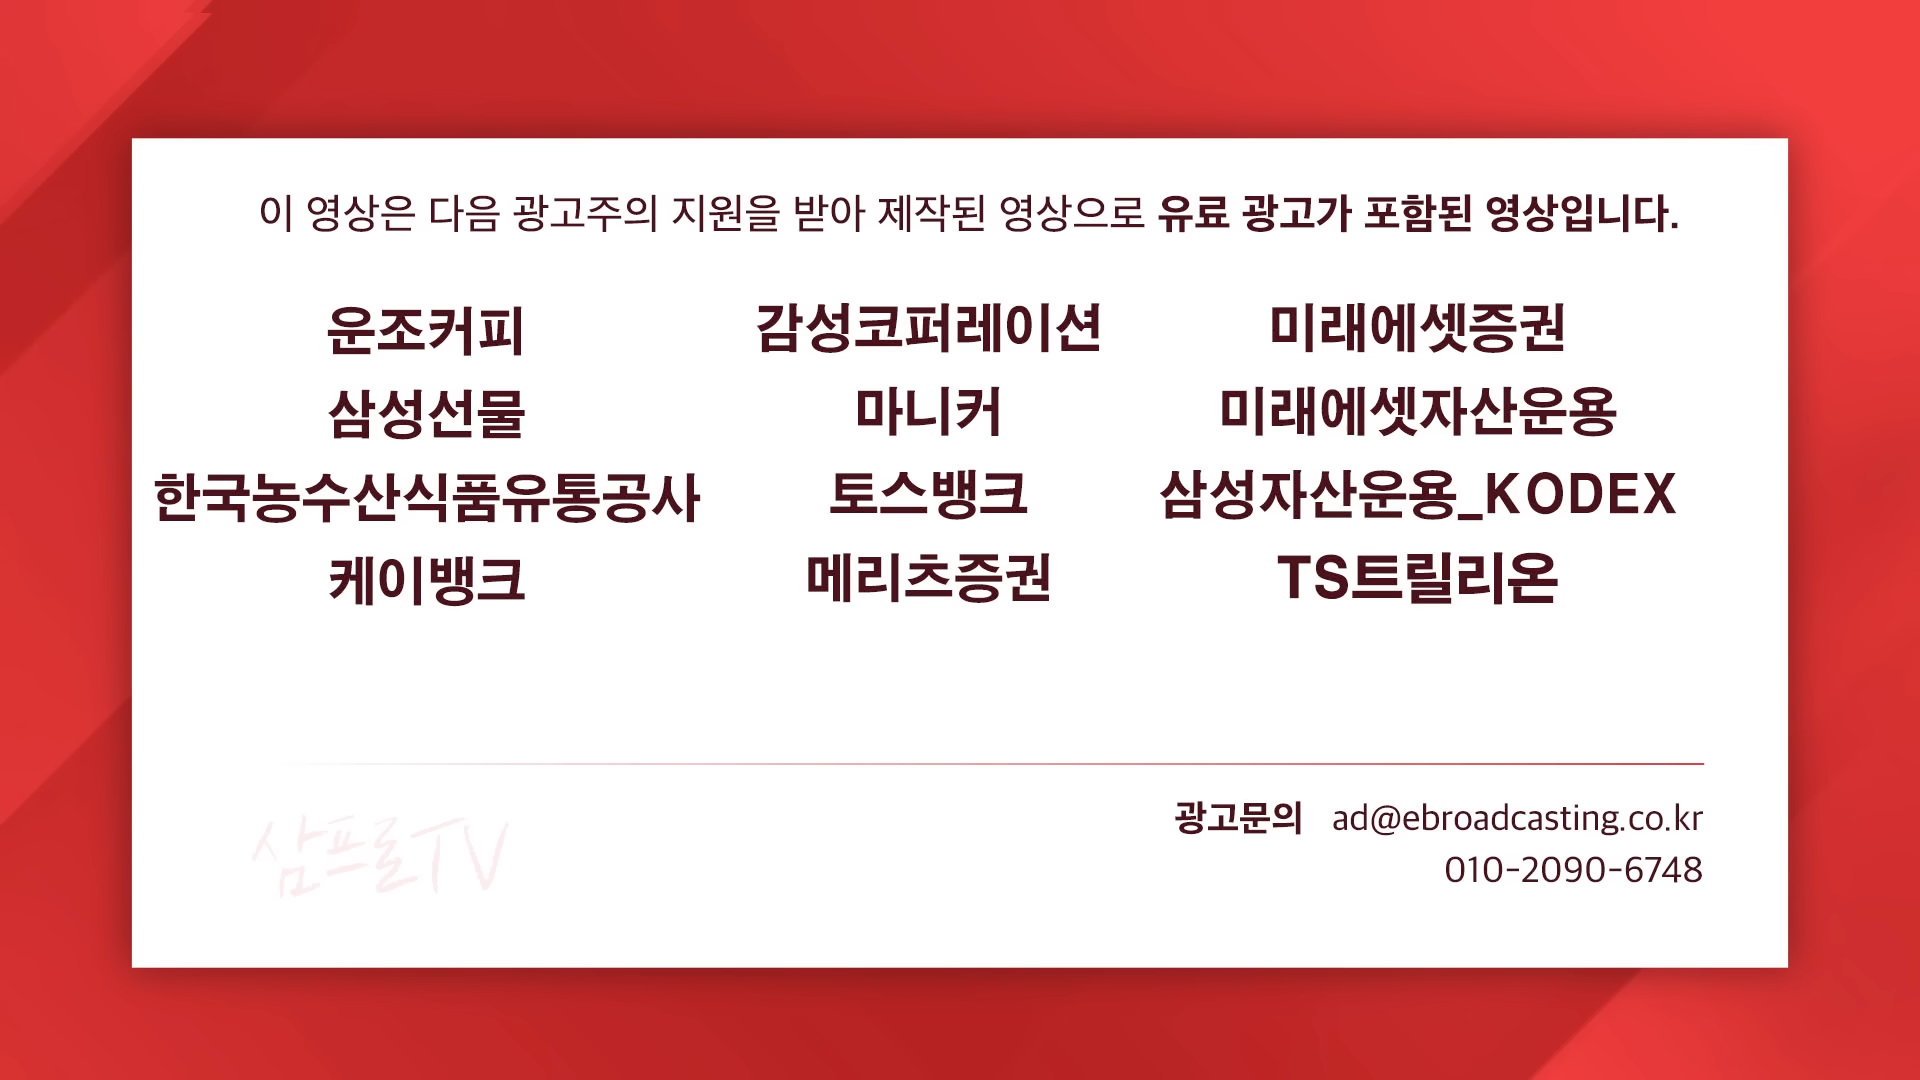 이 영상은 다음 광고주의 지원을 받아 제작된 영상으로 유료 광고가 포함된 영상입니다.
운조커피 감성코퍼레이션 미래에셋증권
삼성선물 마니커 미래에셋자산운용
한국농수산식품유통공사 토스뱅크 삼성자산운용_KODEX
케이뱅크 메리츠증권 TS트릴리온
삼프로TV
광고문의 ad@ebroadcasting.co.kr
010-2090-6748